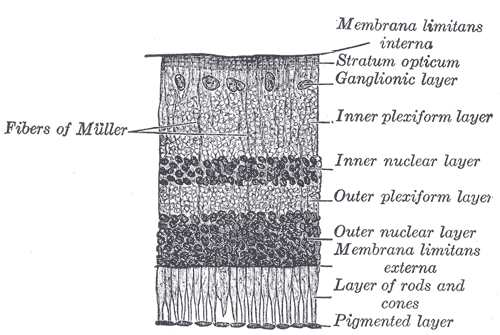 Membrana limitans
interna
Stratum opticum
Ganglionic layer
Inner plexiform layer
Fibers of Müller
Inner nuclear layer
Outer plexiform layer
Outer nuclear layer
Membrana limitans
externa
Layer of rods and
cones
Pigmented layer